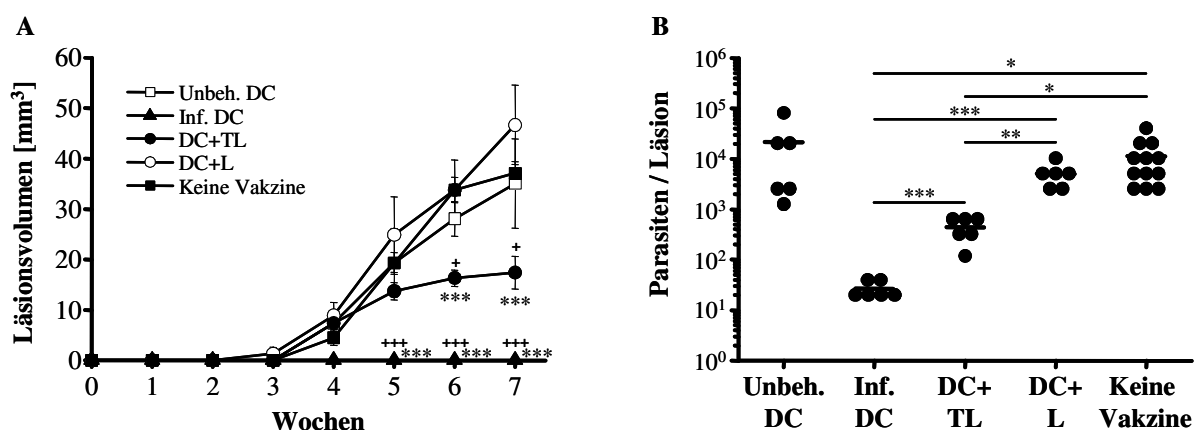 A
Läsionsvolumen [mm³]
60
50
40
30
20
10
0
Unbeh. DC
Inf. DC
DC+TL
DC+L
Keine Vakzine
+
+
***
***
+++
***
+++
***
+++
***
0 1 2 3 4 5 6 7
Wochen
B
Parasiten / Läsion
10⁶
10⁵
10⁴
10³
10²
10¹
10⁰
*
*
***
**
***
Unbeh. Inf. DC+ DC+ Keine
DC DC TL L Vakzine